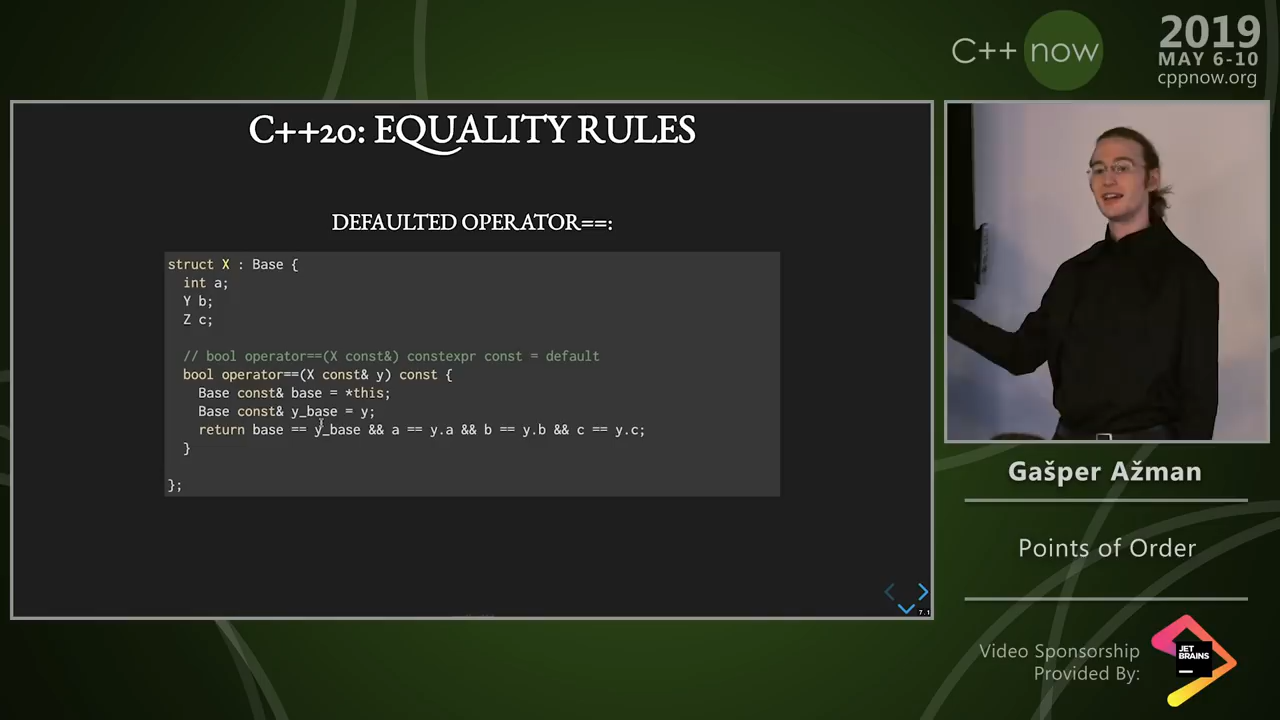 C++ now
2019
MAY 6-10
cppnow.org
C++20: EQUALITY RULES
DEFAULTED OPERATOR==:
struct X : Base {
int a;
Y b;
Z c;
// bool operator==(X const&) constexpr const = default
bool operator==(X const& y) const {
Base const& base = *this;
Base const& y_base = y;
return base == y_base && a == y.a && b == y.b && c == y.c;
}
};
7.1
Gašper Ažman
Points of Order
Video Sponsorship
Provided By:
JET
BRAINS